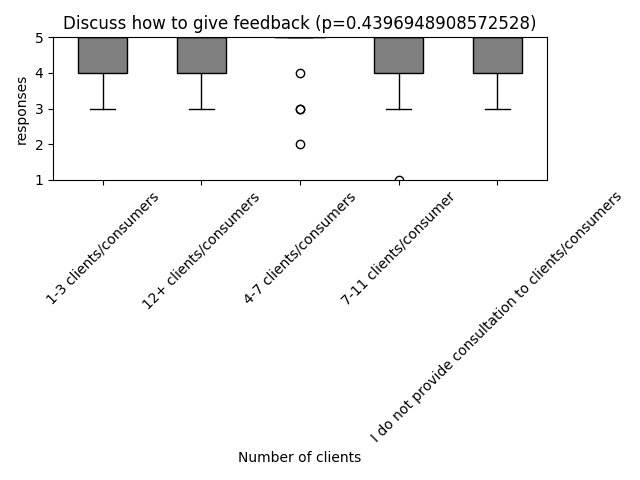 Discuss how to give feedback (p=0.4396948908572528)
5
4
3
2
1
responses
1-3 clients/consumers
12+ clients/consumers
4-7 clients/consumers
7-11 clients/consumer
I do not provide consultation to clients/consumers
Number of clients